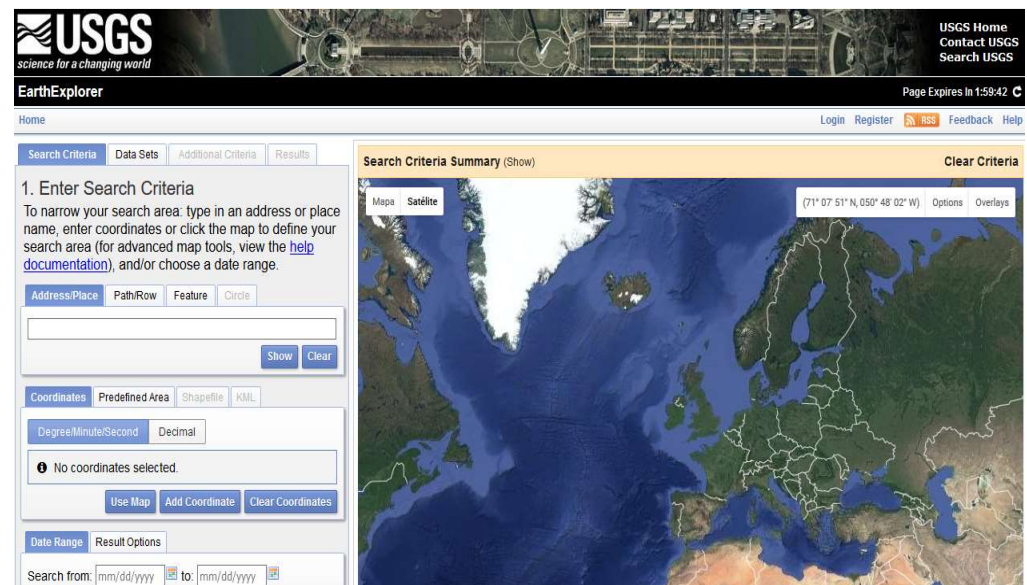 USGS
science for a changing world
USGS Home
Contact USGS
Search USGS
EarthExplorer
Page Expires In 1:59:42
Home
Login Register RSS Feedback Help
Search Criteria Data Sets Additional Criteria Results
1. Enter Search Criteria
To narrow your search area: type in an address or place
name, enter coordinates or click the map to define your
search area (for advanced map tools, view the help
documentation), and/or choose a date range.
Address/Place Path/Row Feature Circle
Show Clear
Coordinates Predefined Area Shapefile KML
Degree/Minute/Second Decimal
No coordinates selected.
Use Map Add Coordinate Clear Coordinates
Date Range Result Options
Search from: mm/dd/yyyy to: mm/dd/yyyy
Search Criteria Summary (Show) Clear Criteria
Mapa Satélite
(71° 07' 51" N, 050° 48' 02" W) Options Overlays